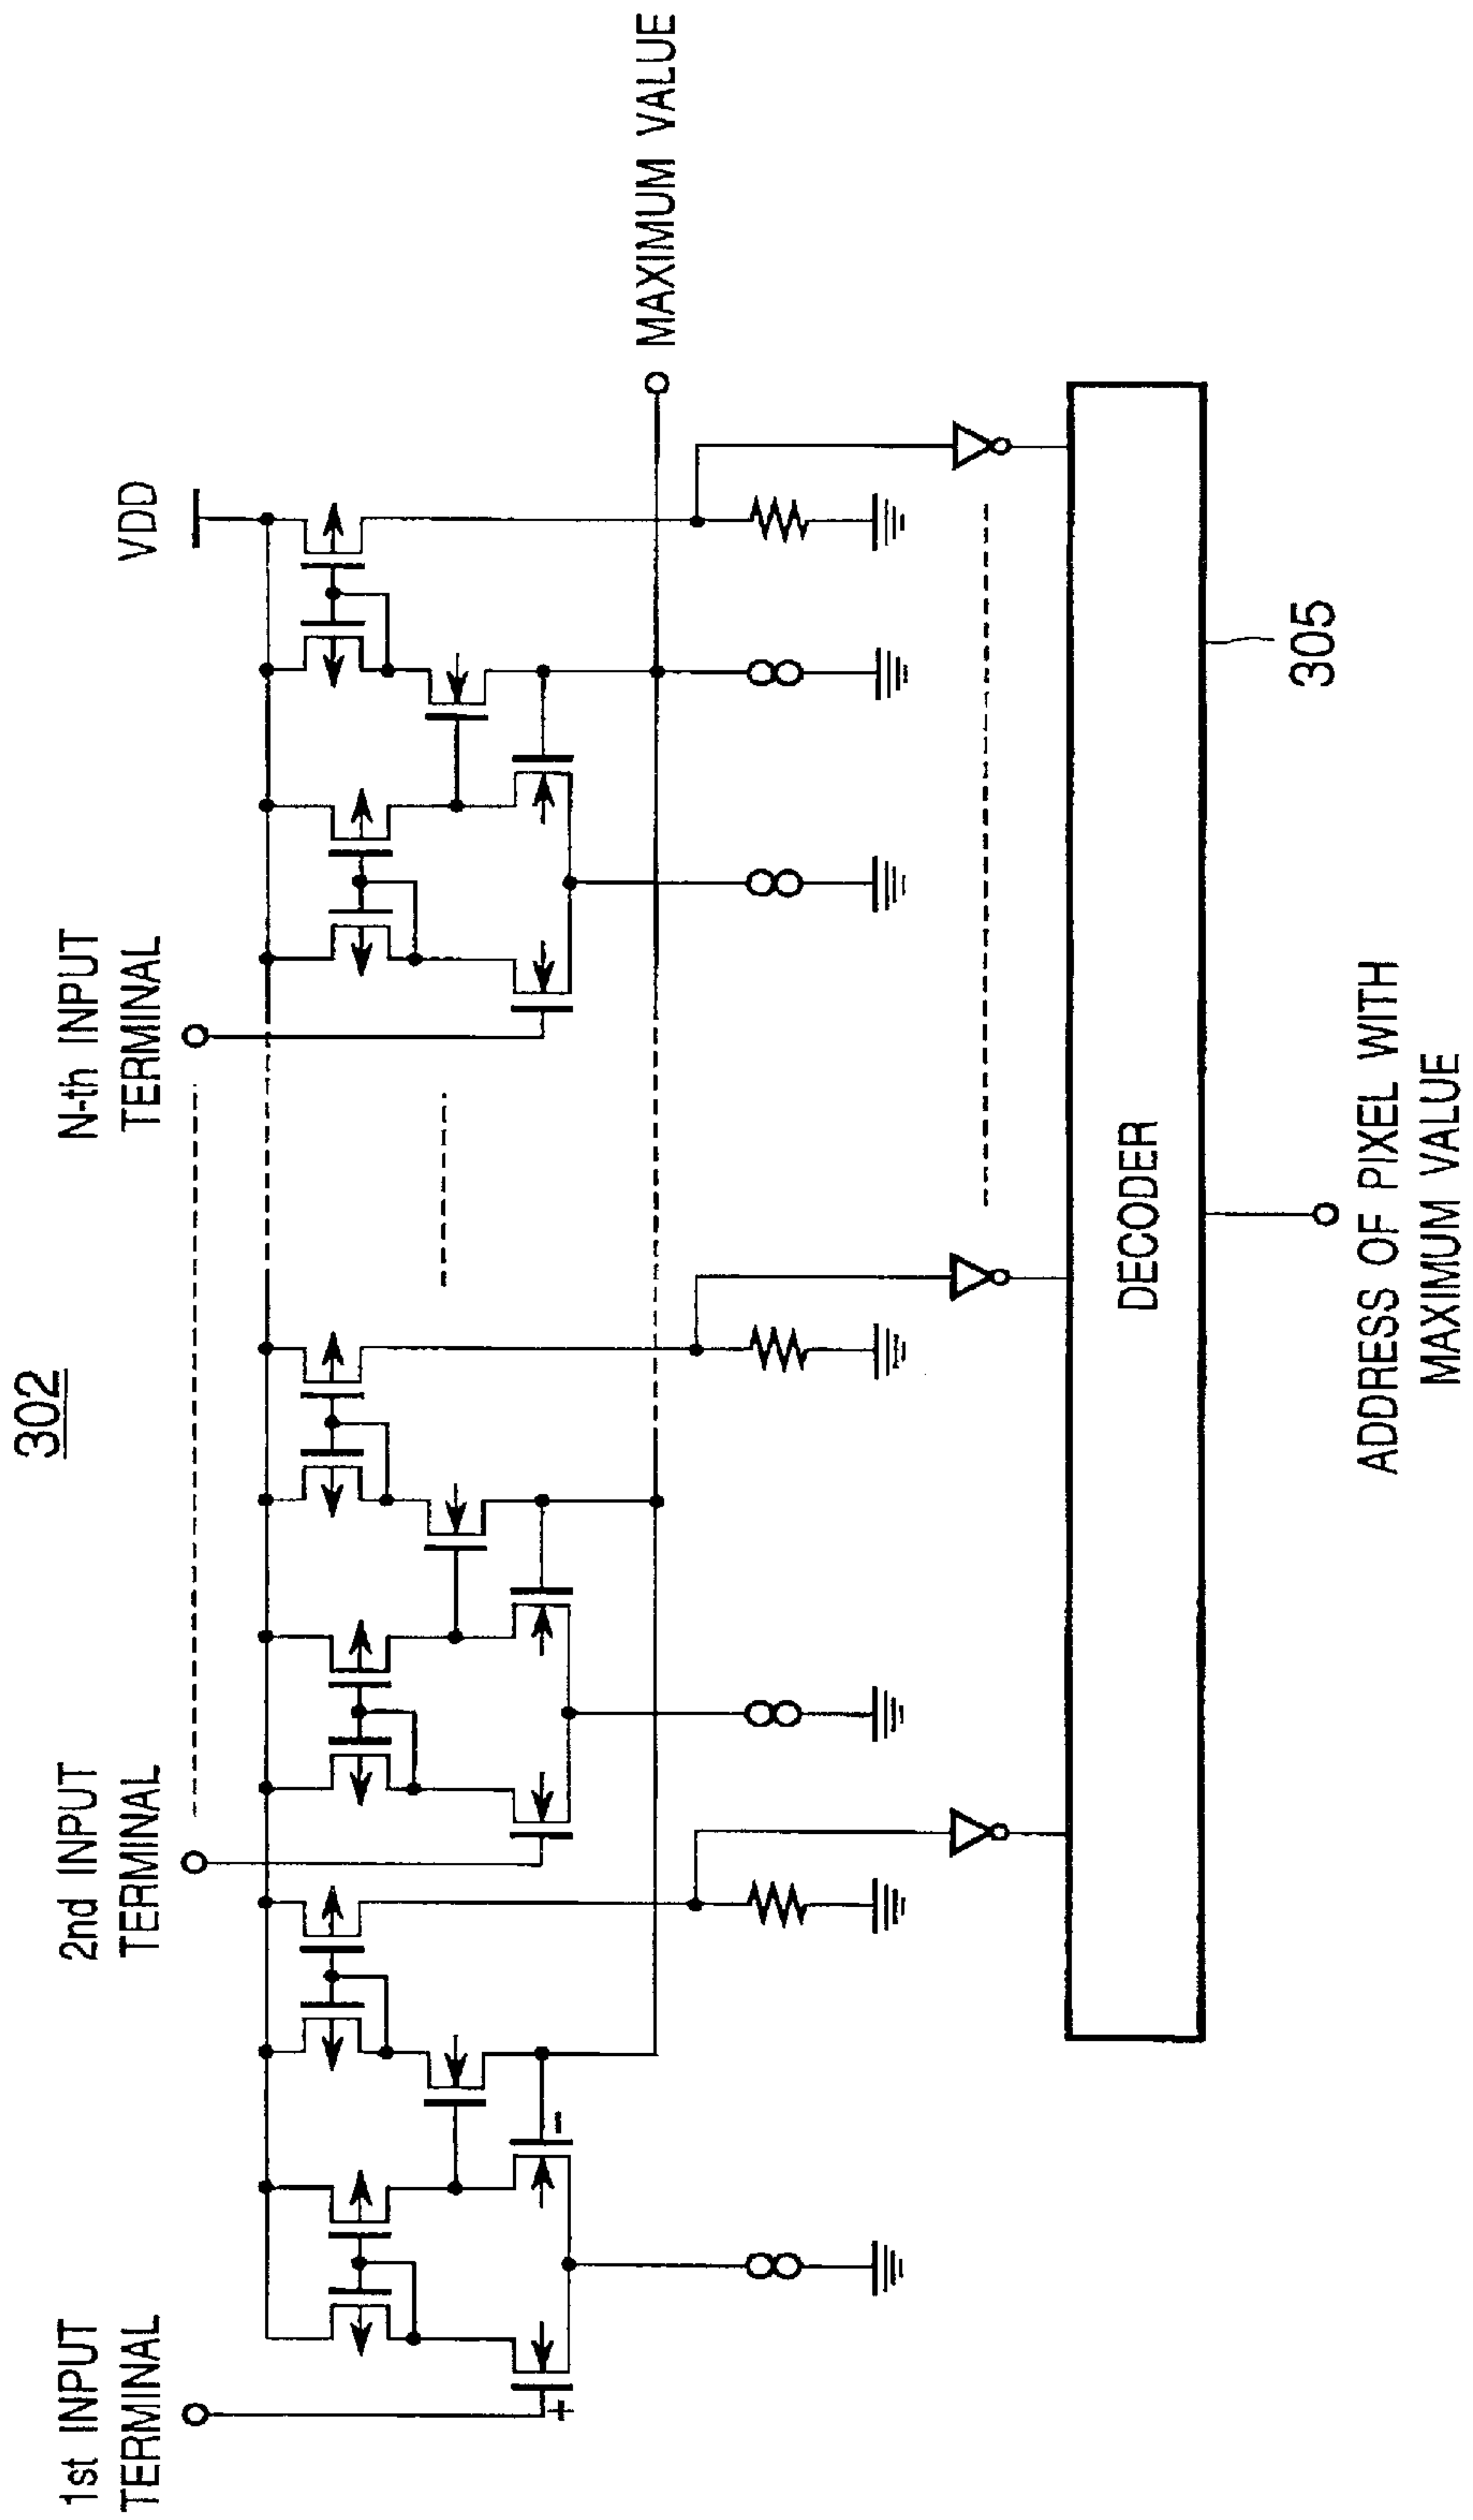 302
1st INPUT
TERMINAL
2nd INPUT
TERMINAL
N-th INPUT
TERMINAL
VDD
+
-
MAXIMUM VALUE
DECODER
305
ADDRESS OF PIXEL WITH
MAXIMUM VALUE